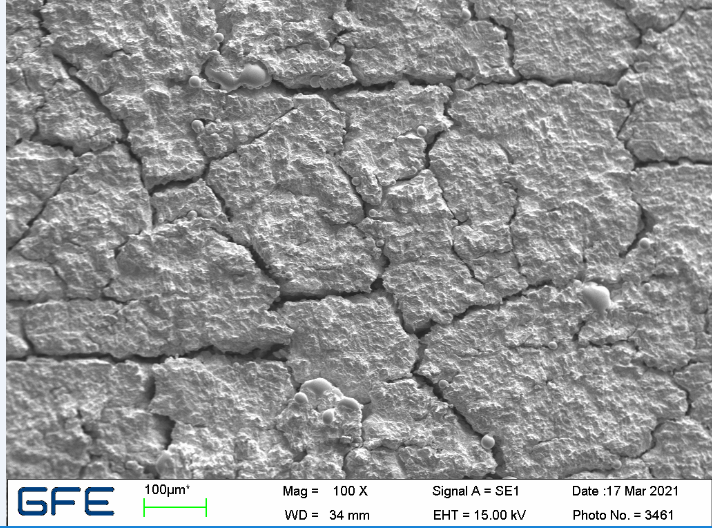 GFE
100µm*
Mag = 100 X
WD = 34 mm
Signal A = SE1
EHT = 15.00 kV
Date :17 Mar 2021
Photo No. = 3461